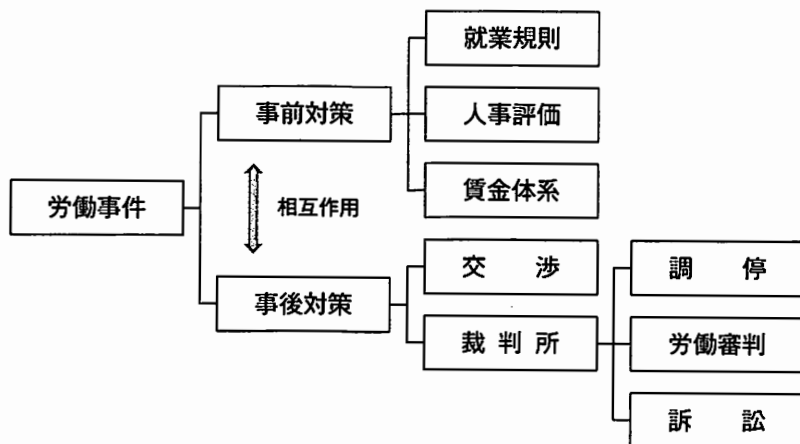 就業規則
事前対策
人事評価
賃金体系
労働事件
相互作用
交　渉
調　停
事後対策
裁 判 所
労働審判
訴　訟